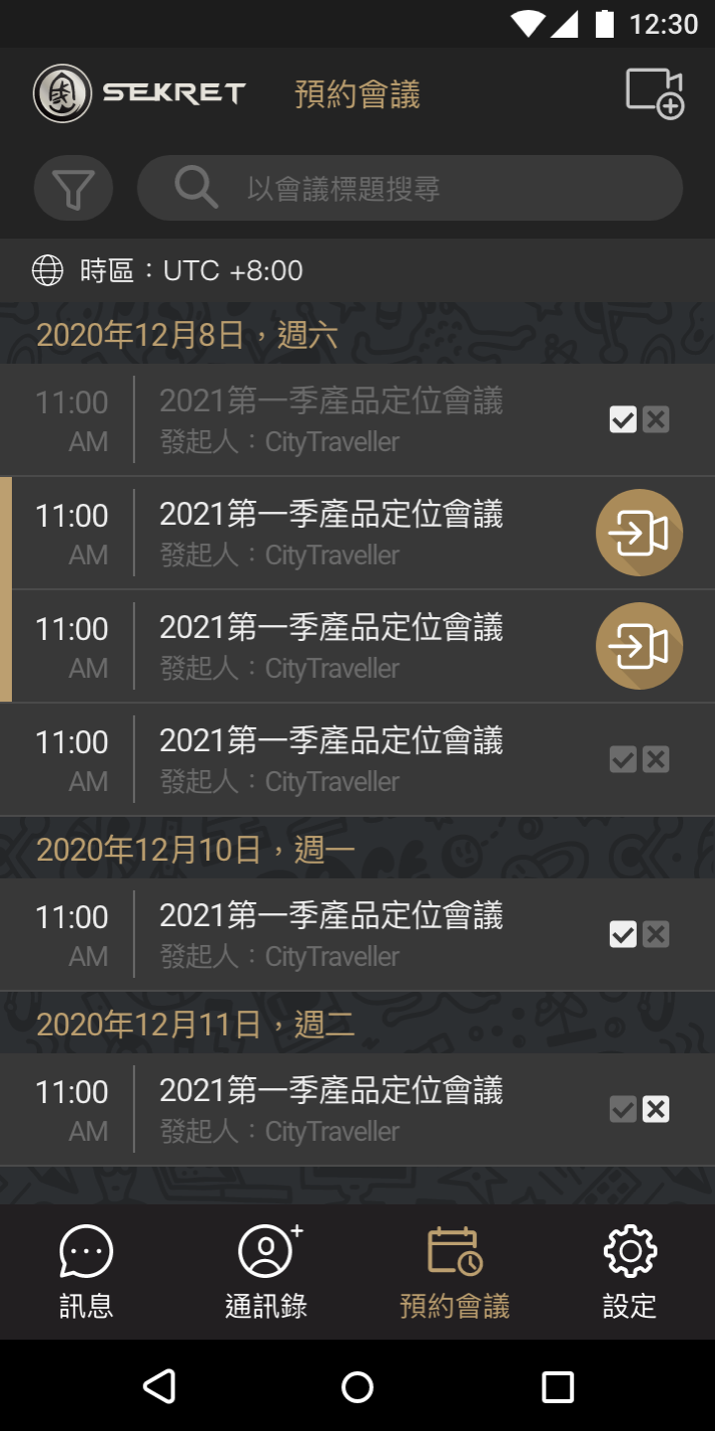 12:30
SEKRET 預約會議
以會議標題搜尋
時區：UTC +8:00
2020年12月8日，週六
11:00 2021第一季產品定位會議
AM 發起人：CityTraveller
11:00 2021第一季產品定位會議
AM 發起人：CityTraveller
11:00 2021第一季產品定位會議
AM 發起人：CityTraveller
11:00 2021第一季產品定位會議
AM 發起人：CityTraveller
2020年12月10日，週一
11:00 2021第一季產品定位會議
AM 發起人：CityTraveller
2020年12月11日，週二
11:00 2021第一季產品定位會議
AM 發起人：CityTraveller
訊息 通訊錄 預約會議 設定